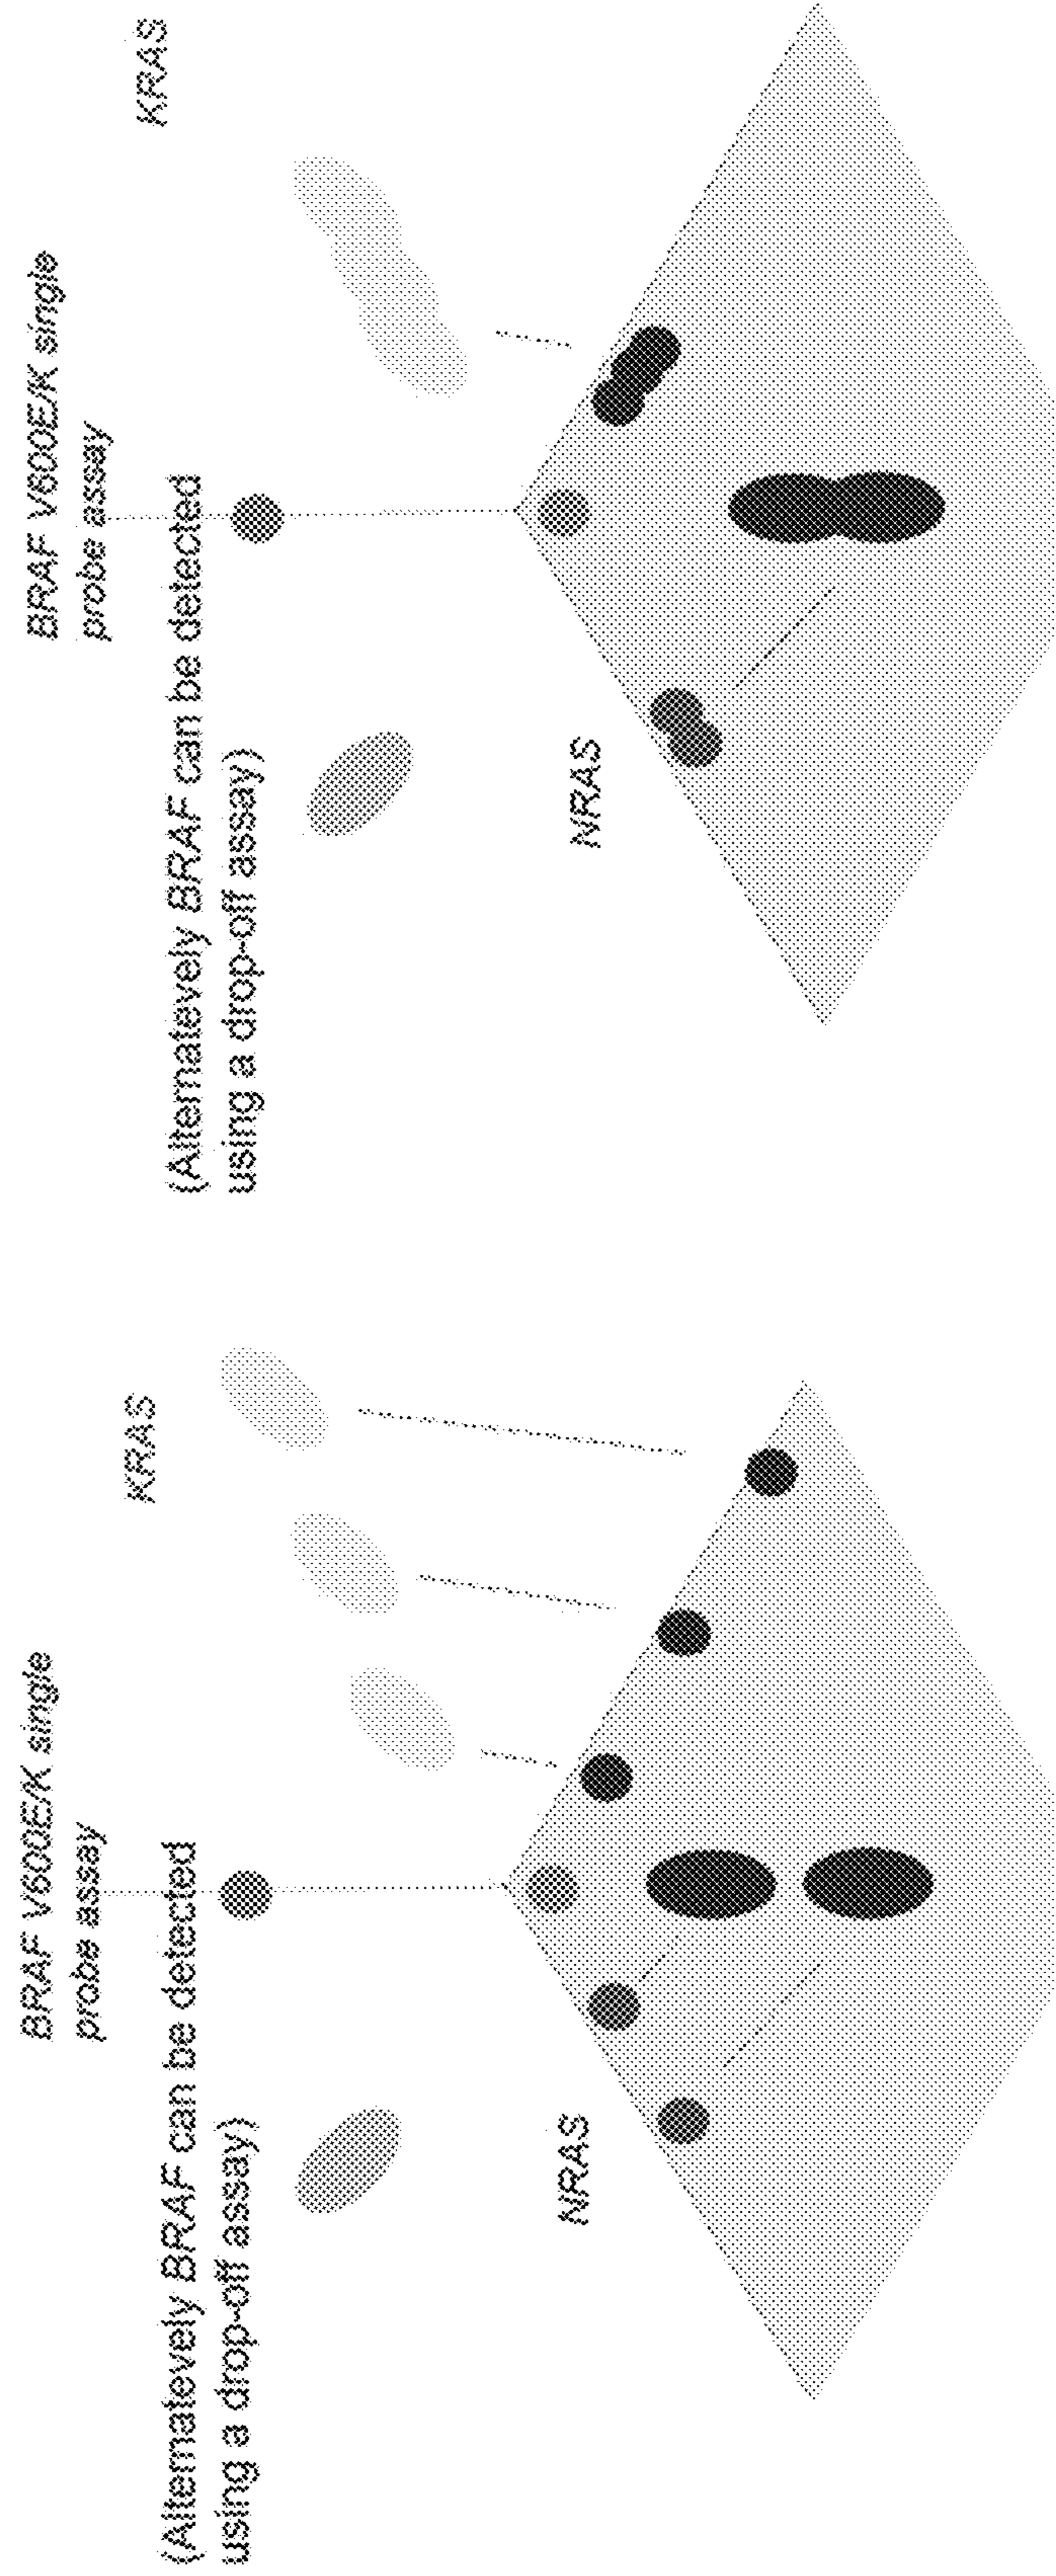 BRAF V600E/K single
probe assay
KRAS
(Alternatevely BRAF can be detected
using a drop-off assay)
NRAS
BRAF V600E/K single
probe assay
KRAS
(Alternatevely BRAF can be detected
using a drop-off assay)
NRAS